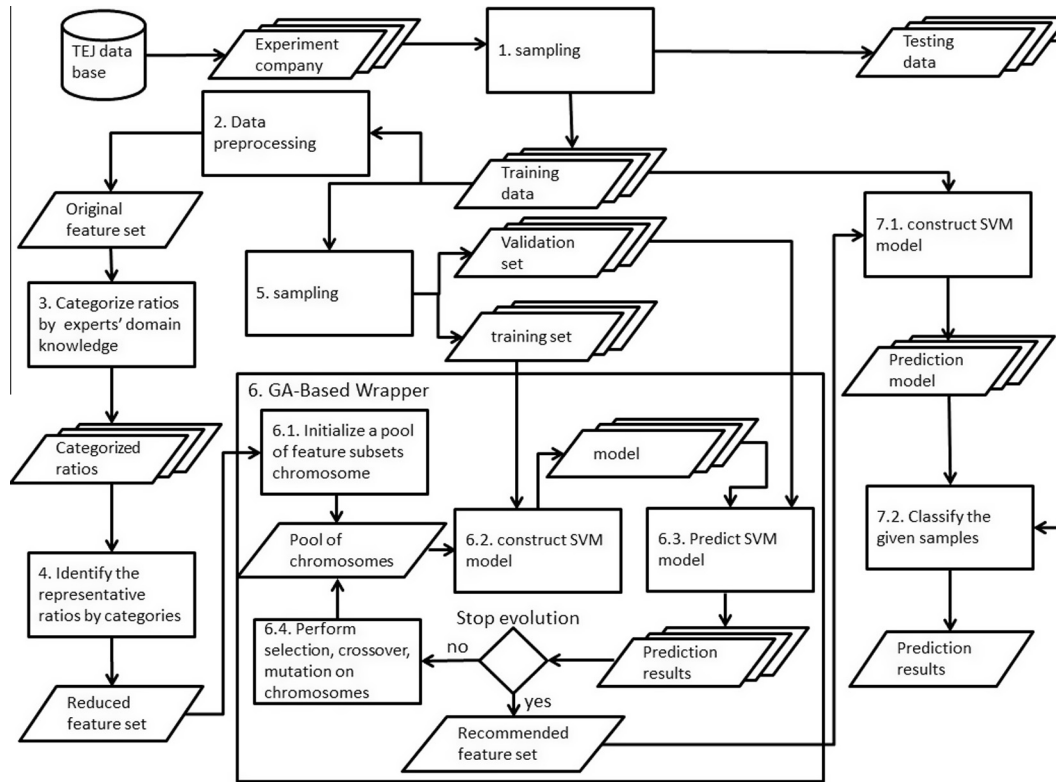 TEJ data
base
Experiment
company
1. sampling
Testing
data
2. Data
preprocessing
Training
data
Original
feature set
Validation
set
7.1. construct SVM
model
5. sampling
3. Categorize ratios
by experts' domain
knowledge
training set
Prediction
model
6. GA-Based Wrapper
6.1. Initialize a pool
of feature subsets
chromosome
Categorized
ratios
model
Pool of
chromosomes
6.2. construct SVM
model
6.3. Predict SVM
model
7.2. Classify the
given samples
4. Identify the
representative
ratios by categories
6.4. Perform
selection, crossover,
mutation on
chromosomes
Stop evolution
no
yes
Prediction
results
Prediction
results
Reduced
feature set
Recommended
feature set